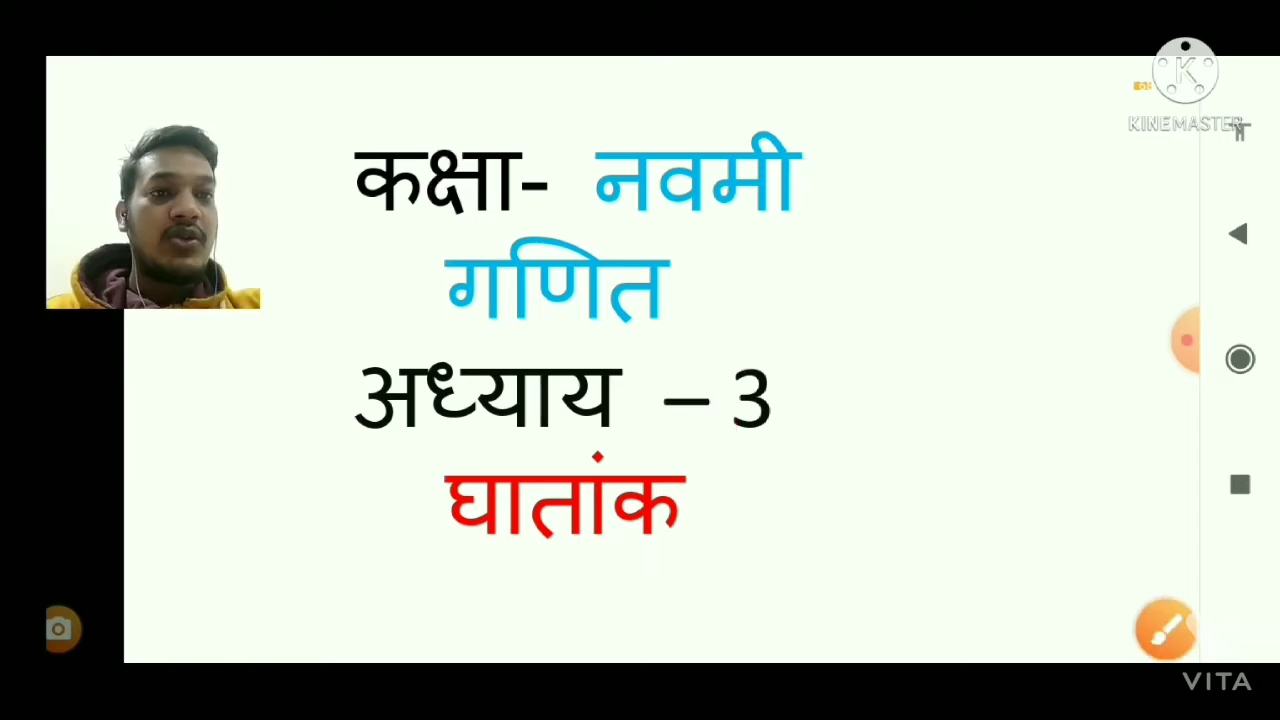 कक्षा- नवमी
गणित
अध्याय – 3
घातांक
KINEMASTER
VITA